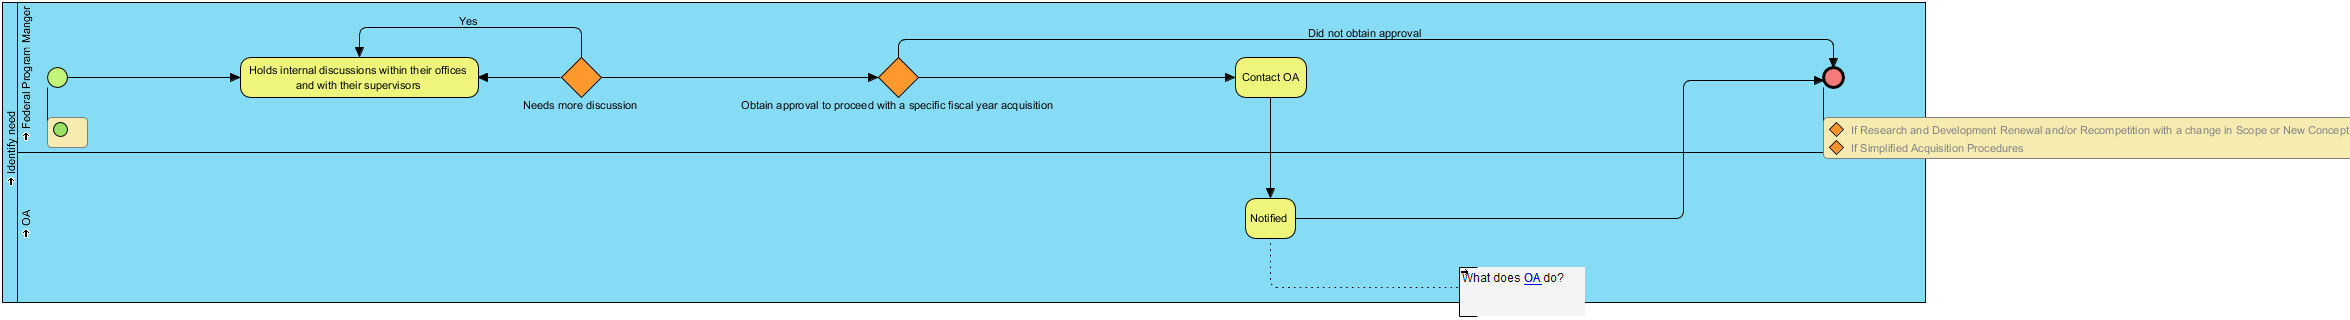 Identify need
Federal Program Manger
OA
Yes
Holds internal discussions within their offices
and with their supervisors
Needs more discussion
Obtain approval to proceed with a specific fiscal year acquisition
Did not obtain approval
Contact OA
If Research and Development Renewal and/or Recompetition with a change in Scope or New Concept
If Simplified Acquisition Procedures
Notified
What does OA do?